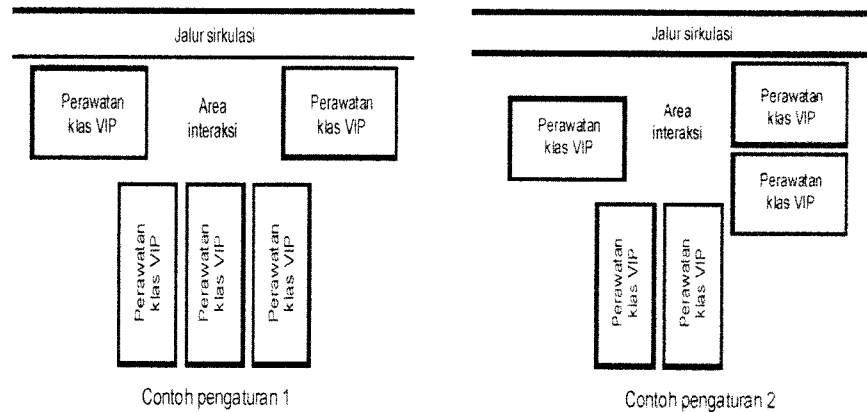 Jalur sirkulasi
Perawatan
klas VIP
Area
interaksi
Perawatan
klas VIP
Perawatan
klas VIP
Perawatan
klas VIP
Perawatan
klas VIP
Contoh pengaturan 1
Jalur sirkulasi
Perawatan
klas VIP
Area
interaksi
Perawatan
klas VIP
Perawatan
klas VIP
Perawatan
klas VIP
Perawatan
klas VIP
Contoh pengaturan 2